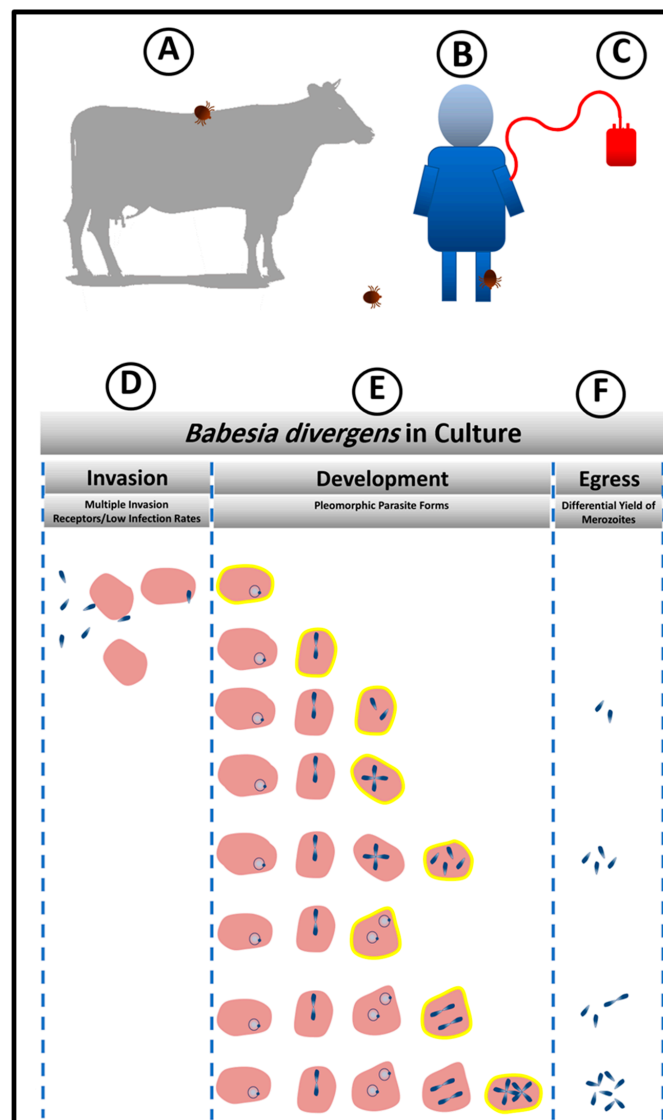 A
B
C
D
E
F
Babesia divergens in Culture
Invasion
Development
Egress
Multiple Invasion
Receptors/Low Infection Rates
Pleomorphic Parasite Forms
Differential Yield of
Merozoites